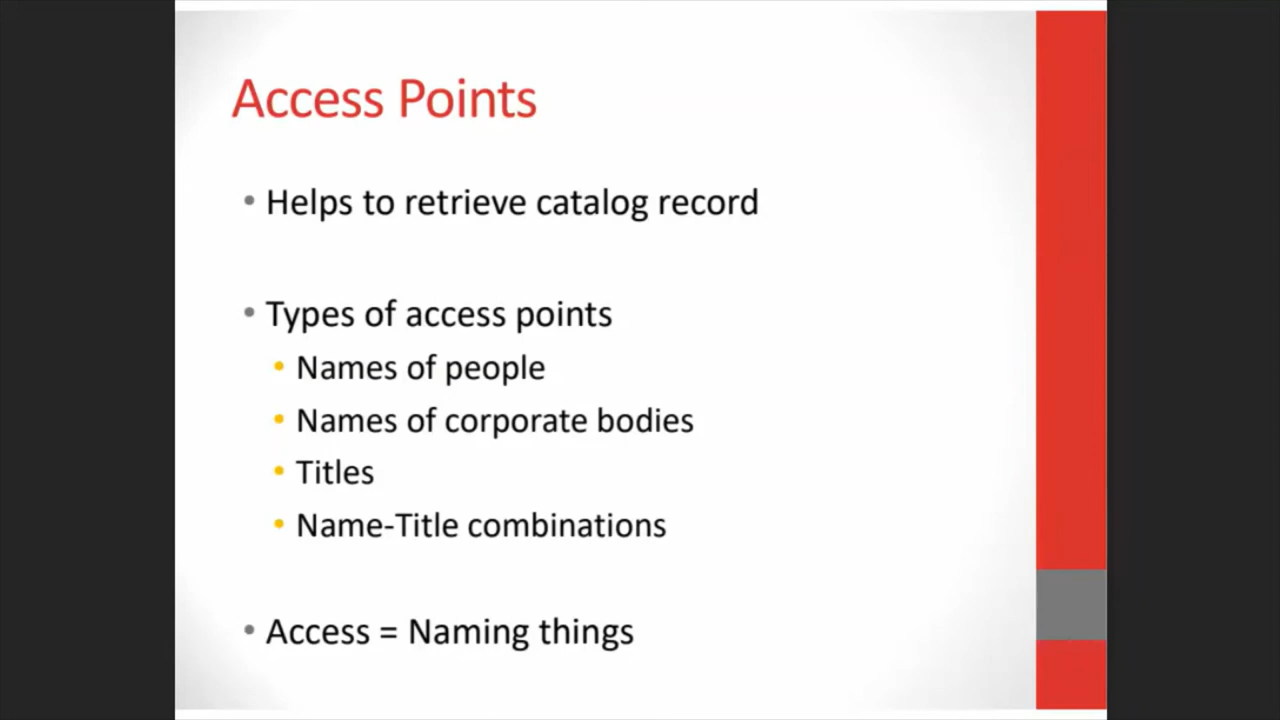 Access Points
• Helps to retrieve catalog record
• Types of access points
• Names of people
• Names of corporate bodies
• Titles
• Name-Title combinations
• Access = Naming things